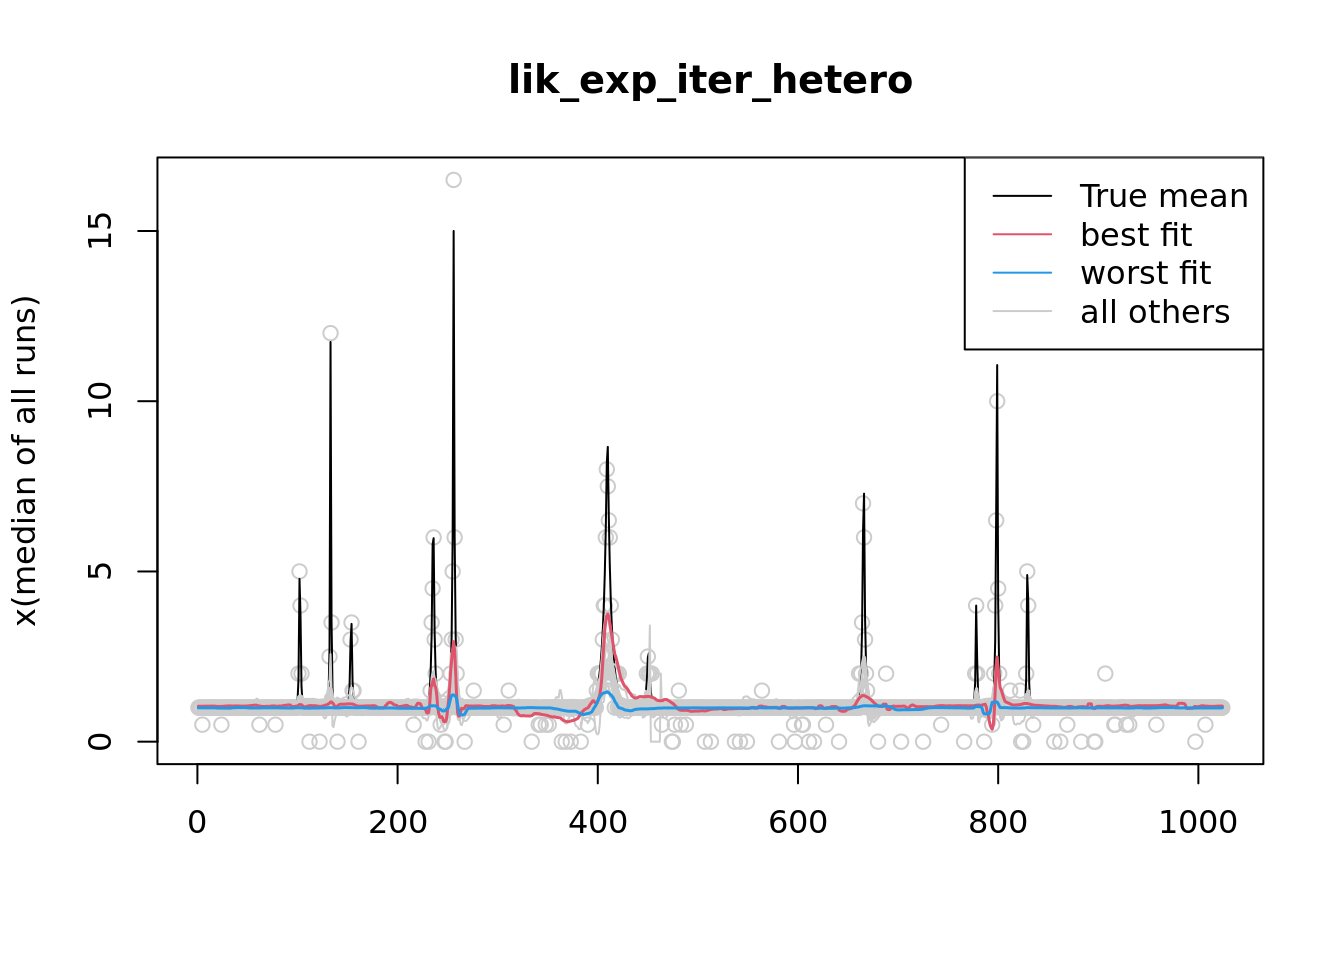 lik_exp_iter_hetero
x(median of all runs)
15
10
5
0
True mean
best fit
worst fit
all others
0 200 400 600 800 1000